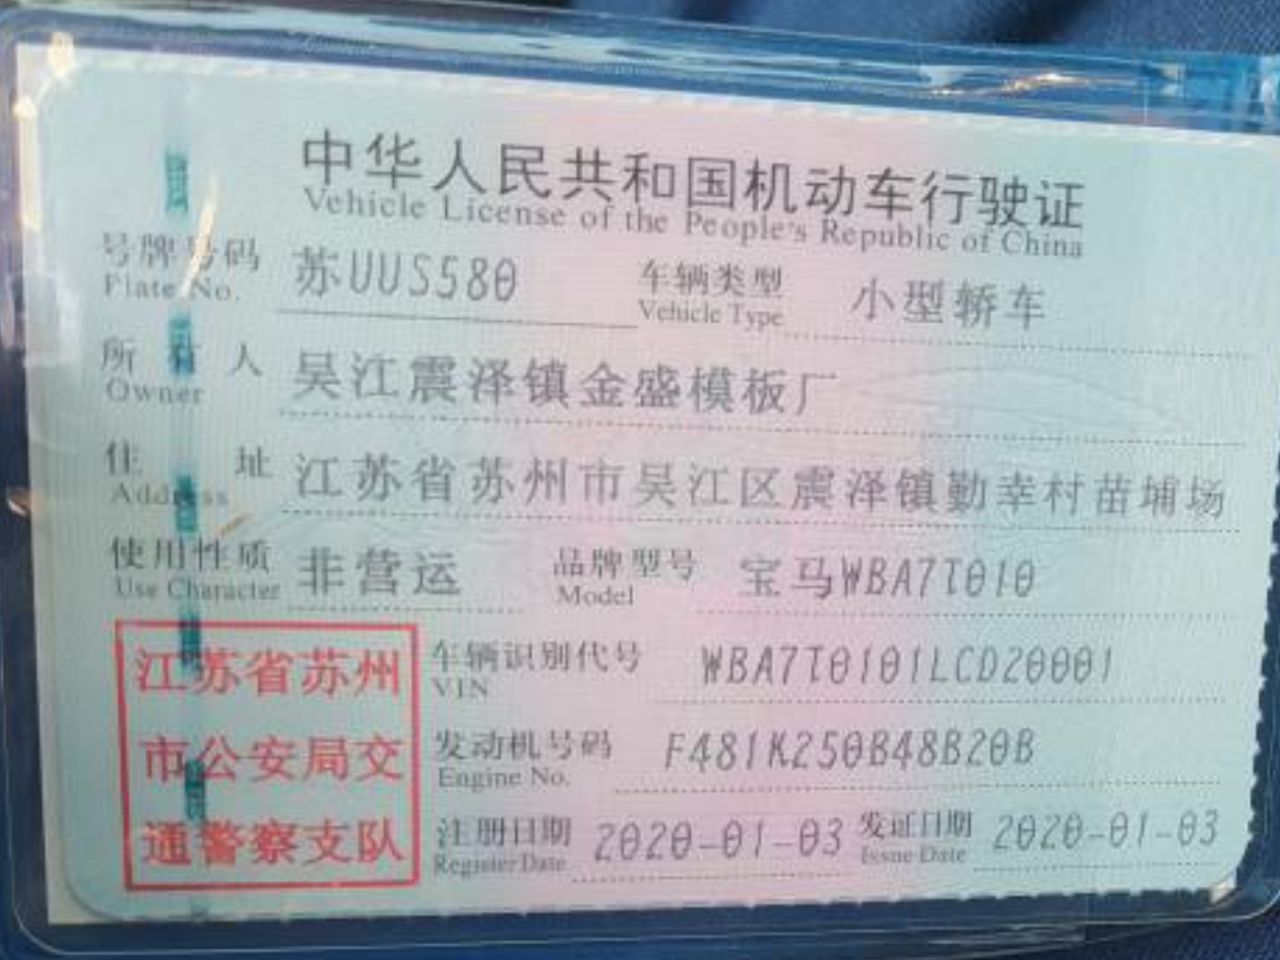 中华人民共和国机动车行驶证
Vehicle License of the People's Republic of China
号牌号码 苏UUS580 车辆类型 小型轿车
Plate No. Vehicle Type
所有人 吴江震泽镇金盛模板厂
Owner
住址 江苏省苏州市吴江区震泽镇勤幸村苗埔场
Address
使用性质 非营运 品牌型号 宝马WBA7T010
Use Character Model
江苏省苏州 车辆识别代号 WBA7T0101LCD20001
VIN
市公安局交 发动机号码 F481K250B48B20B
Engine No.
通警察支队 注册日期 2020-01-03 发证日期 2020-01-03
Register Date Issue Date